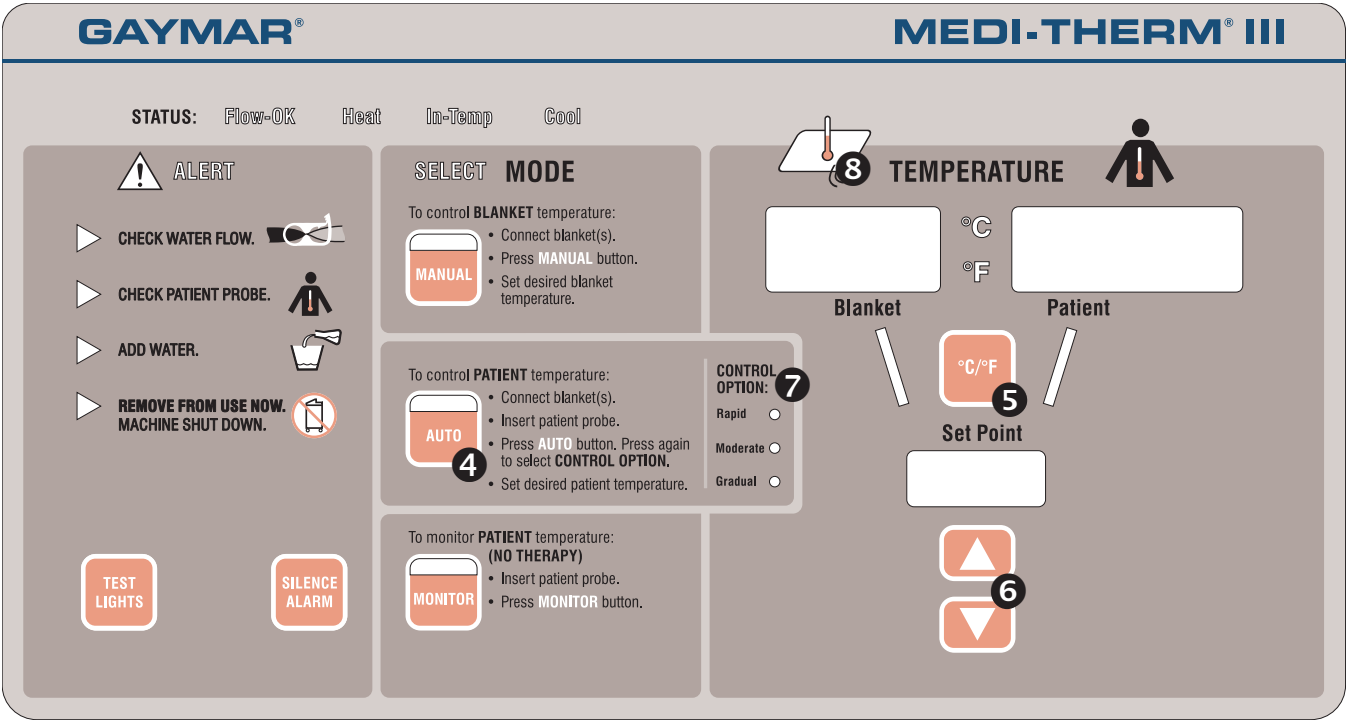 GAYMAR®
MEDI-THERM® III
STATUS: Flow-OK Heat In-Temp Cool
ALERT
CHECK WATER FLOW.
CHECK PATIENT PROBE.
ADD WATER.
REMOVE FROM USE NOW.
MACHINE SHUT DOWN.
TEST
LIGHTS
SILENCE
ALARM
SELECT MODE
To control BLANKET temperature:
MANUAL
• Connect blanket(s).
• Press MANUAL button.
• Set desired blanket
temperature.
To control PATIENT temperature:
AUTO
4
• Connect blanket(s).
• Insert patient probe.
• Press AUTO button. Press again
to select CONTROL OPTION.
• Set desired patient temperature.
CONTROL
OPTION:
7
Rapid
Moderate
Gradual
To monitor PATIENT temperature:
(NO THERAPY)
MONITOR
• Insert patient probe.
• Press MONITOR button.
8
TEMPERATURE
°C
°F
Blanket
Patient
°C/°F
5
Set Point
6